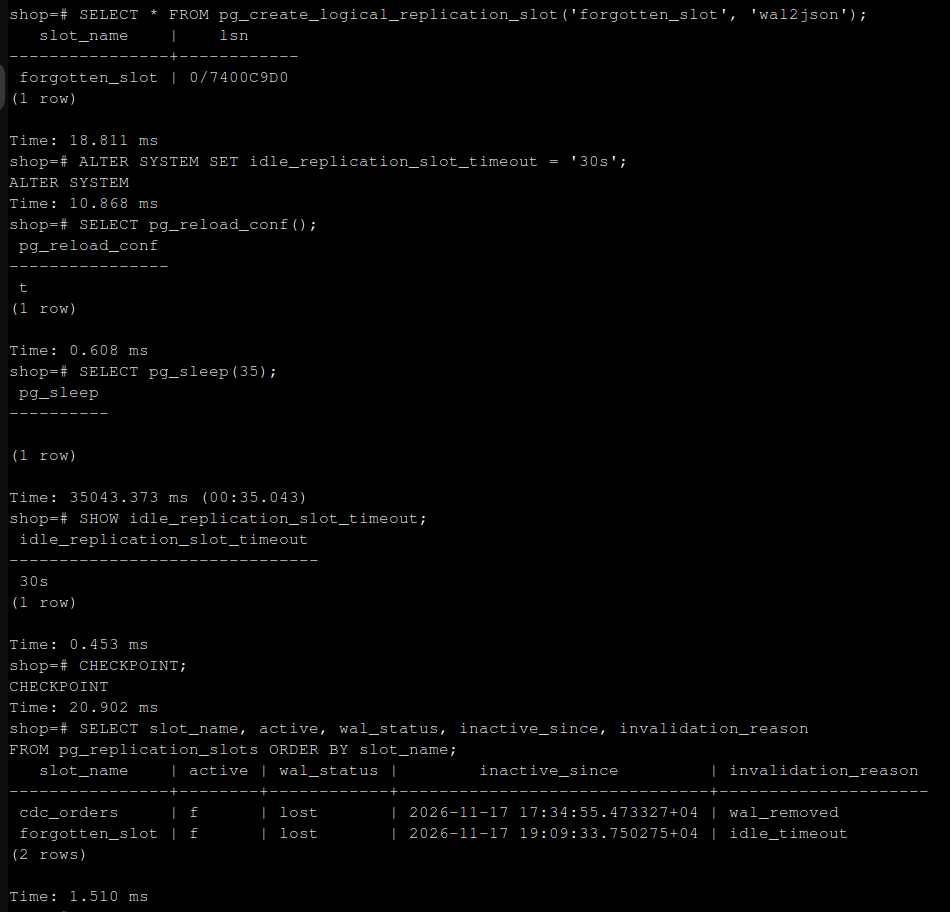 shop=# SELECT * FROM pg_create_logical_replication_slot('forgotten_slot', 'wal2json');
   slot_name    |    lsn
----------------+------------
 forgotten_slot | 0/7400C9D0
(1 row)

Time: 18.811 ms
shop=# ALTER SYSTEM SET idle_replication_slot_timeout = '30s';
ALTER SYSTEM
Time: 10.868 ms
shop=# SELECT pg_reload_conf();
 pg_reload_conf
----------------
 t
(1 row)

Time: 0.608 ms
shop=# SELECT pg_sleep(35);
 pg_sleep
----------

(1 row)

Time: 35043.373 ms (00:35.043)
shop=# SHOW idle_replication_slot_timeout;
 idle_replication_slot_timeout
-------------------------------
 30s
(1 row)

Time: 0.453 ms
shop=# CHECKPOINT;
CHECKPOINT
Time: 20.902 ms
shop=# SELECT slot_name, active, wal_status, inactive_since, invalidation_reason
FROM pg_replication_slots ORDER BY slot_name;
   slot_name    | active | wal_status |        inactive_since         | invalidation_reason
----------------+--------+------------+-------------------------------+---------------------
 cdc_orders     | f      | lost       | 2026-11-17 17:34:55.473327+04 | wal_removed
 forgotten_slot | f      | lost       | 2026-11-17 19:09:33.750275+04 | idle_timeout
(2 rows)

Time: 1.510 ms